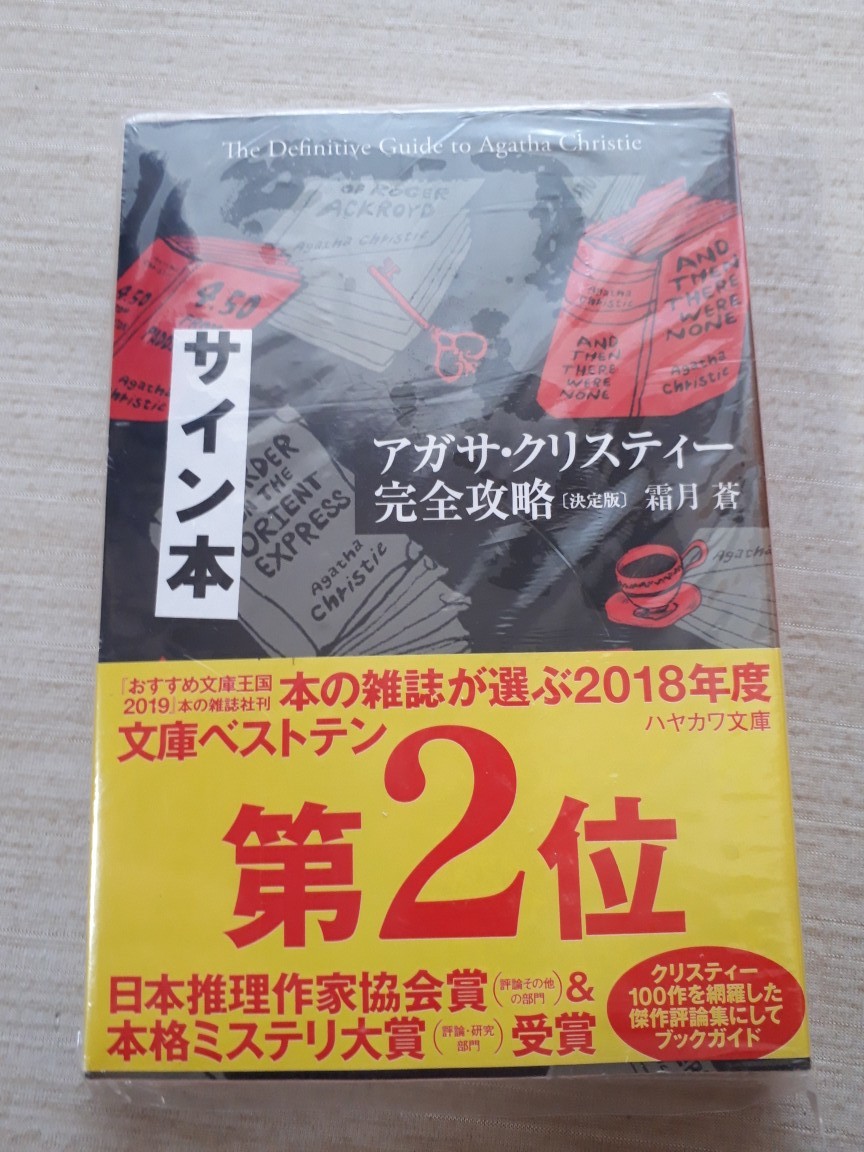 The Definitive Guide to Agatha Christie
OF ROGER
ACKROYD
Agatha Christie
4.50
Agatha
Christie
4.50
Agatha
Christie
AND
THEN
THERE
WERE
NONE
AND
THEN
THERE
WERE
NONE
Agatha
Christie
サイン本
アガサ・クリスティー
完全攻略〔決定版〕 霜月 蒼
THE
ORIENT
EXPRESS
Agatha
Christie
Agatha
「おすすめ文庫王国
2019」本の雑誌社刊
本の雑誌が選ぶ2018年度
文庫ベストテン
ハヤカワ文庫
第2位
日本推理作家協会賞(評論その他の部門)&
本格ミステリ大賞(評論・研究部門)受賞
クリスティー
100作を網羅した
傑作評論集にして
ブックガイド